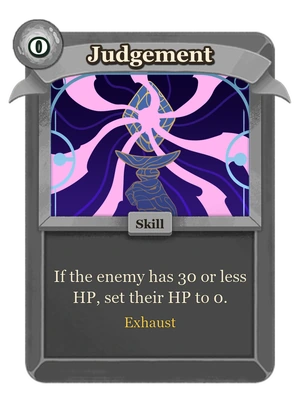 0
Judgement
Skill
If the enemy has 30 or less
HP, set their HP to 0.
Exhaust